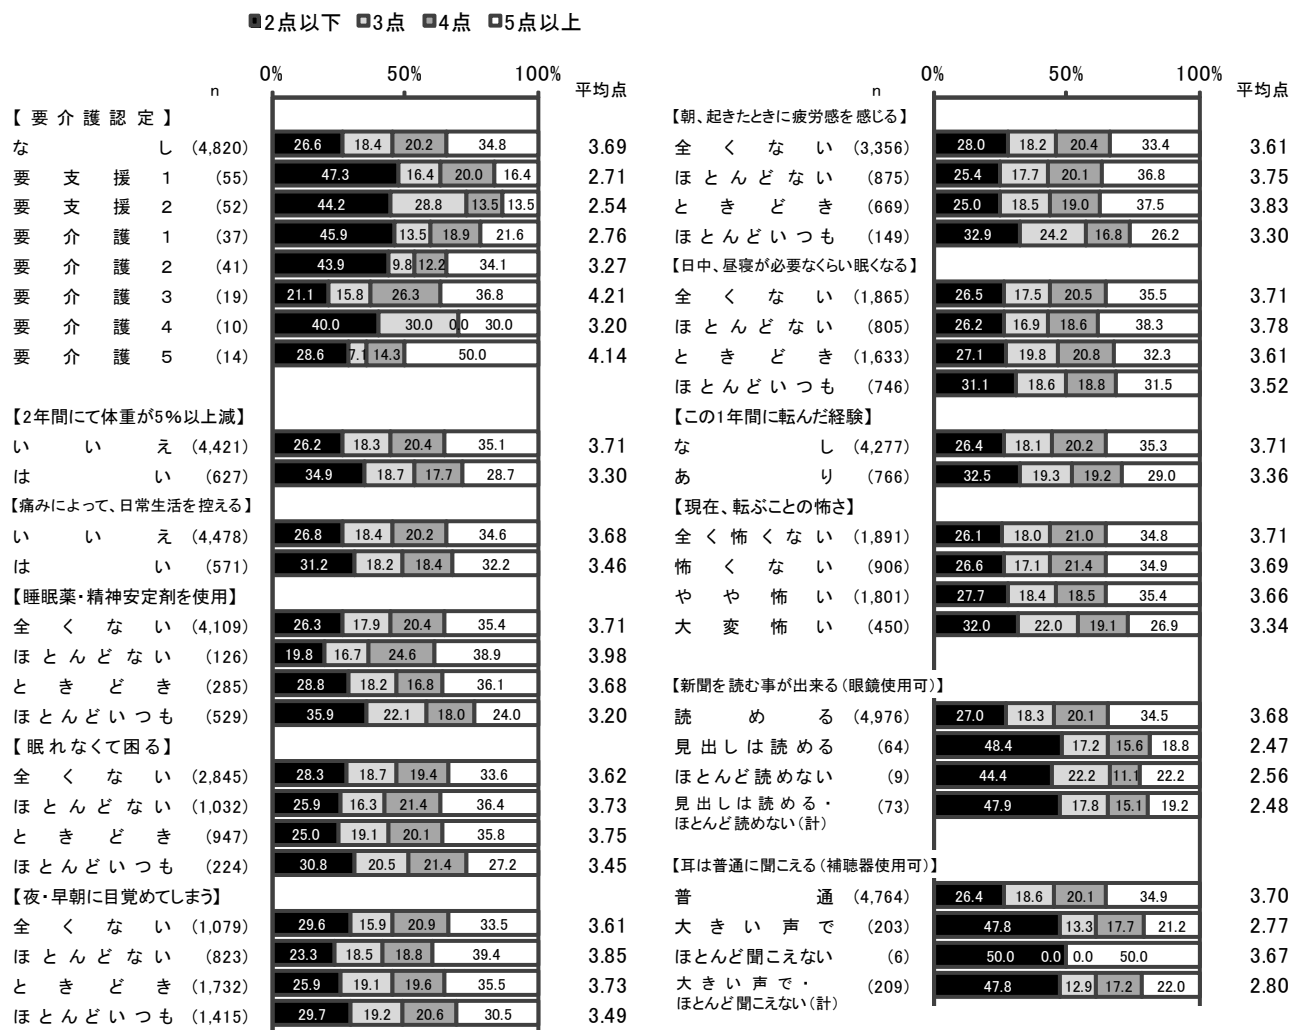 2点以下 3点 4点 5点以上
0% 50% 100%
n 平均点
【要介護認定】
なし (4,820) 26.6 18.4 20.2 34.8 3.69
要支援1 (55) 47.3 16.4 20.0 16.4 2.71
要支援2 (52) 44.2 28.8 13.5 13.5 2.54
要介護1 (37) 45.9 13.5 18.9 21.6 2.76
要介護2 (41) 43.9 9.8 12.2 34.1 3.27
要介護3 (19) 21.1 15.8 26.3 36.8 4.21
要介護4 (10) 40.0 30.0 0.0 30.0 3.20
要介護5 (14) 28.6 7.1 14.3 50.0 4.14
【2年間にて体重が5%以上減】
いいえ (4,421) 26.2 18.3 20.4 35.1 3.71
はい (627) 34.9 18.7 17.7 28.7 3.30
【痛みによって、日常生活を控える】
いいえ (4,478) 26.8 18.4 20.2 34.6 3.68
はい (571) 31.2 18.2 18.4 32.2 3.46
【睡眠薬・精神安定剤を使用】
全くない (4,109) 26.3 17.9 20.4 35.4 3.71
ほとんどない (126) 19.8 16.7 24.6 38.9 3.98
ときどき (285) 28.8 18.2 16.8 36.1 3.68
ほとんどいつも (529) 35.9 22.1 18.0 24.0 3.20
【眠れなくて困る】
全くない (2,845) 28.3 18.7 19.4 33.6 3.62
ほとんどない (1,032) 25.9 16.3 21.4 36.4 3.73
ときどき (947) 25.0 19.1 20.1 35.8 3.75
ほとんどいつも (224) 30.8 20.5 21.4 27.2 3.45
【夜・早朝に目覚めてしまう】
全くない (1,079) 29.6 15.9 20.9 33.5 3.61
ほとんどない (823) 23.3 18.5 18.8 39.4 3.85
ときどき (1,732) 25.9 19.1 19.6 35.5 3.73
ほとんどいつも (1,415) 29.7 19.2 20.6 30.5 3.49
0% 50% 100%
n 平均点
【朝、起きたときに疲労感を感じる】
全くない (3,356) 28.0 18.2 20.4 33.4 3.61
ほとんどない (875) 25.4 17.7 20.1 36.8 3.75
ときどき (669) 25.0 18.5 19.0 37.5 3.83
ほとんどいつも (149) 32.9 24.2 16.8 26.2 3.30
【日中、昼寝が必要なくらい眠くなる】
全くない (1,865) 26.5 17.5 20.5 35.5 3.71
ほとんどない (805) 26.2 16.9 18.6 38.3 3.78
ときどき (1,633) 27.1 19.8 20.8 32.3 3.61
ほとんどいつも (746) 31.1 18.6 18.8 31.5 3.52
【この1年間に転んだ経験】
なし (4,277) 26.4 18.1 20.2 35.3 3.71
あり (766) 32.5 19.3 19.2 29.0 3.36
【現在、転ぶことの怖さ】
全く怖くない (1,891) 26.1 18.0 21.0 34.8 3.71
怖くない (906) 26.6 17.1 21.4 34.9 3.69
やや怖い (1,801) 27.7 18.4 18.5 35.4 3.66
大変怖い (450) 32.0 22.0 19.1 26.9 3.34
【新聞を読む事が出来る(眼鏡使用可)】
読める (4,976) 27.0 18.3 20.1 34.5 3.68
見出しは読める (64) 48.4 17.2 15.6 18.8 2.47
ほとんど読めない (9) 44.4 22.2 11.1 22.2 2.56
見出しは読める・
ほとんど読めない(計) (73) 47.9 17.8 15.1 19.2 2.48
【耳は普通に聞こえる(補聴器使用可)】
普通 (4,764) 26.4 18.6 20.1 34.9 3.70
大きい声で (203) 47.8 13.3 17.7 21.2 2.77
ほとんど聞こえない (6) 50.0 0.0 0.0 50.0 3.67
大きい声で・
ほとんど聞こえない(計) (209) 47.8 12.9 17.2 22.0 2.80